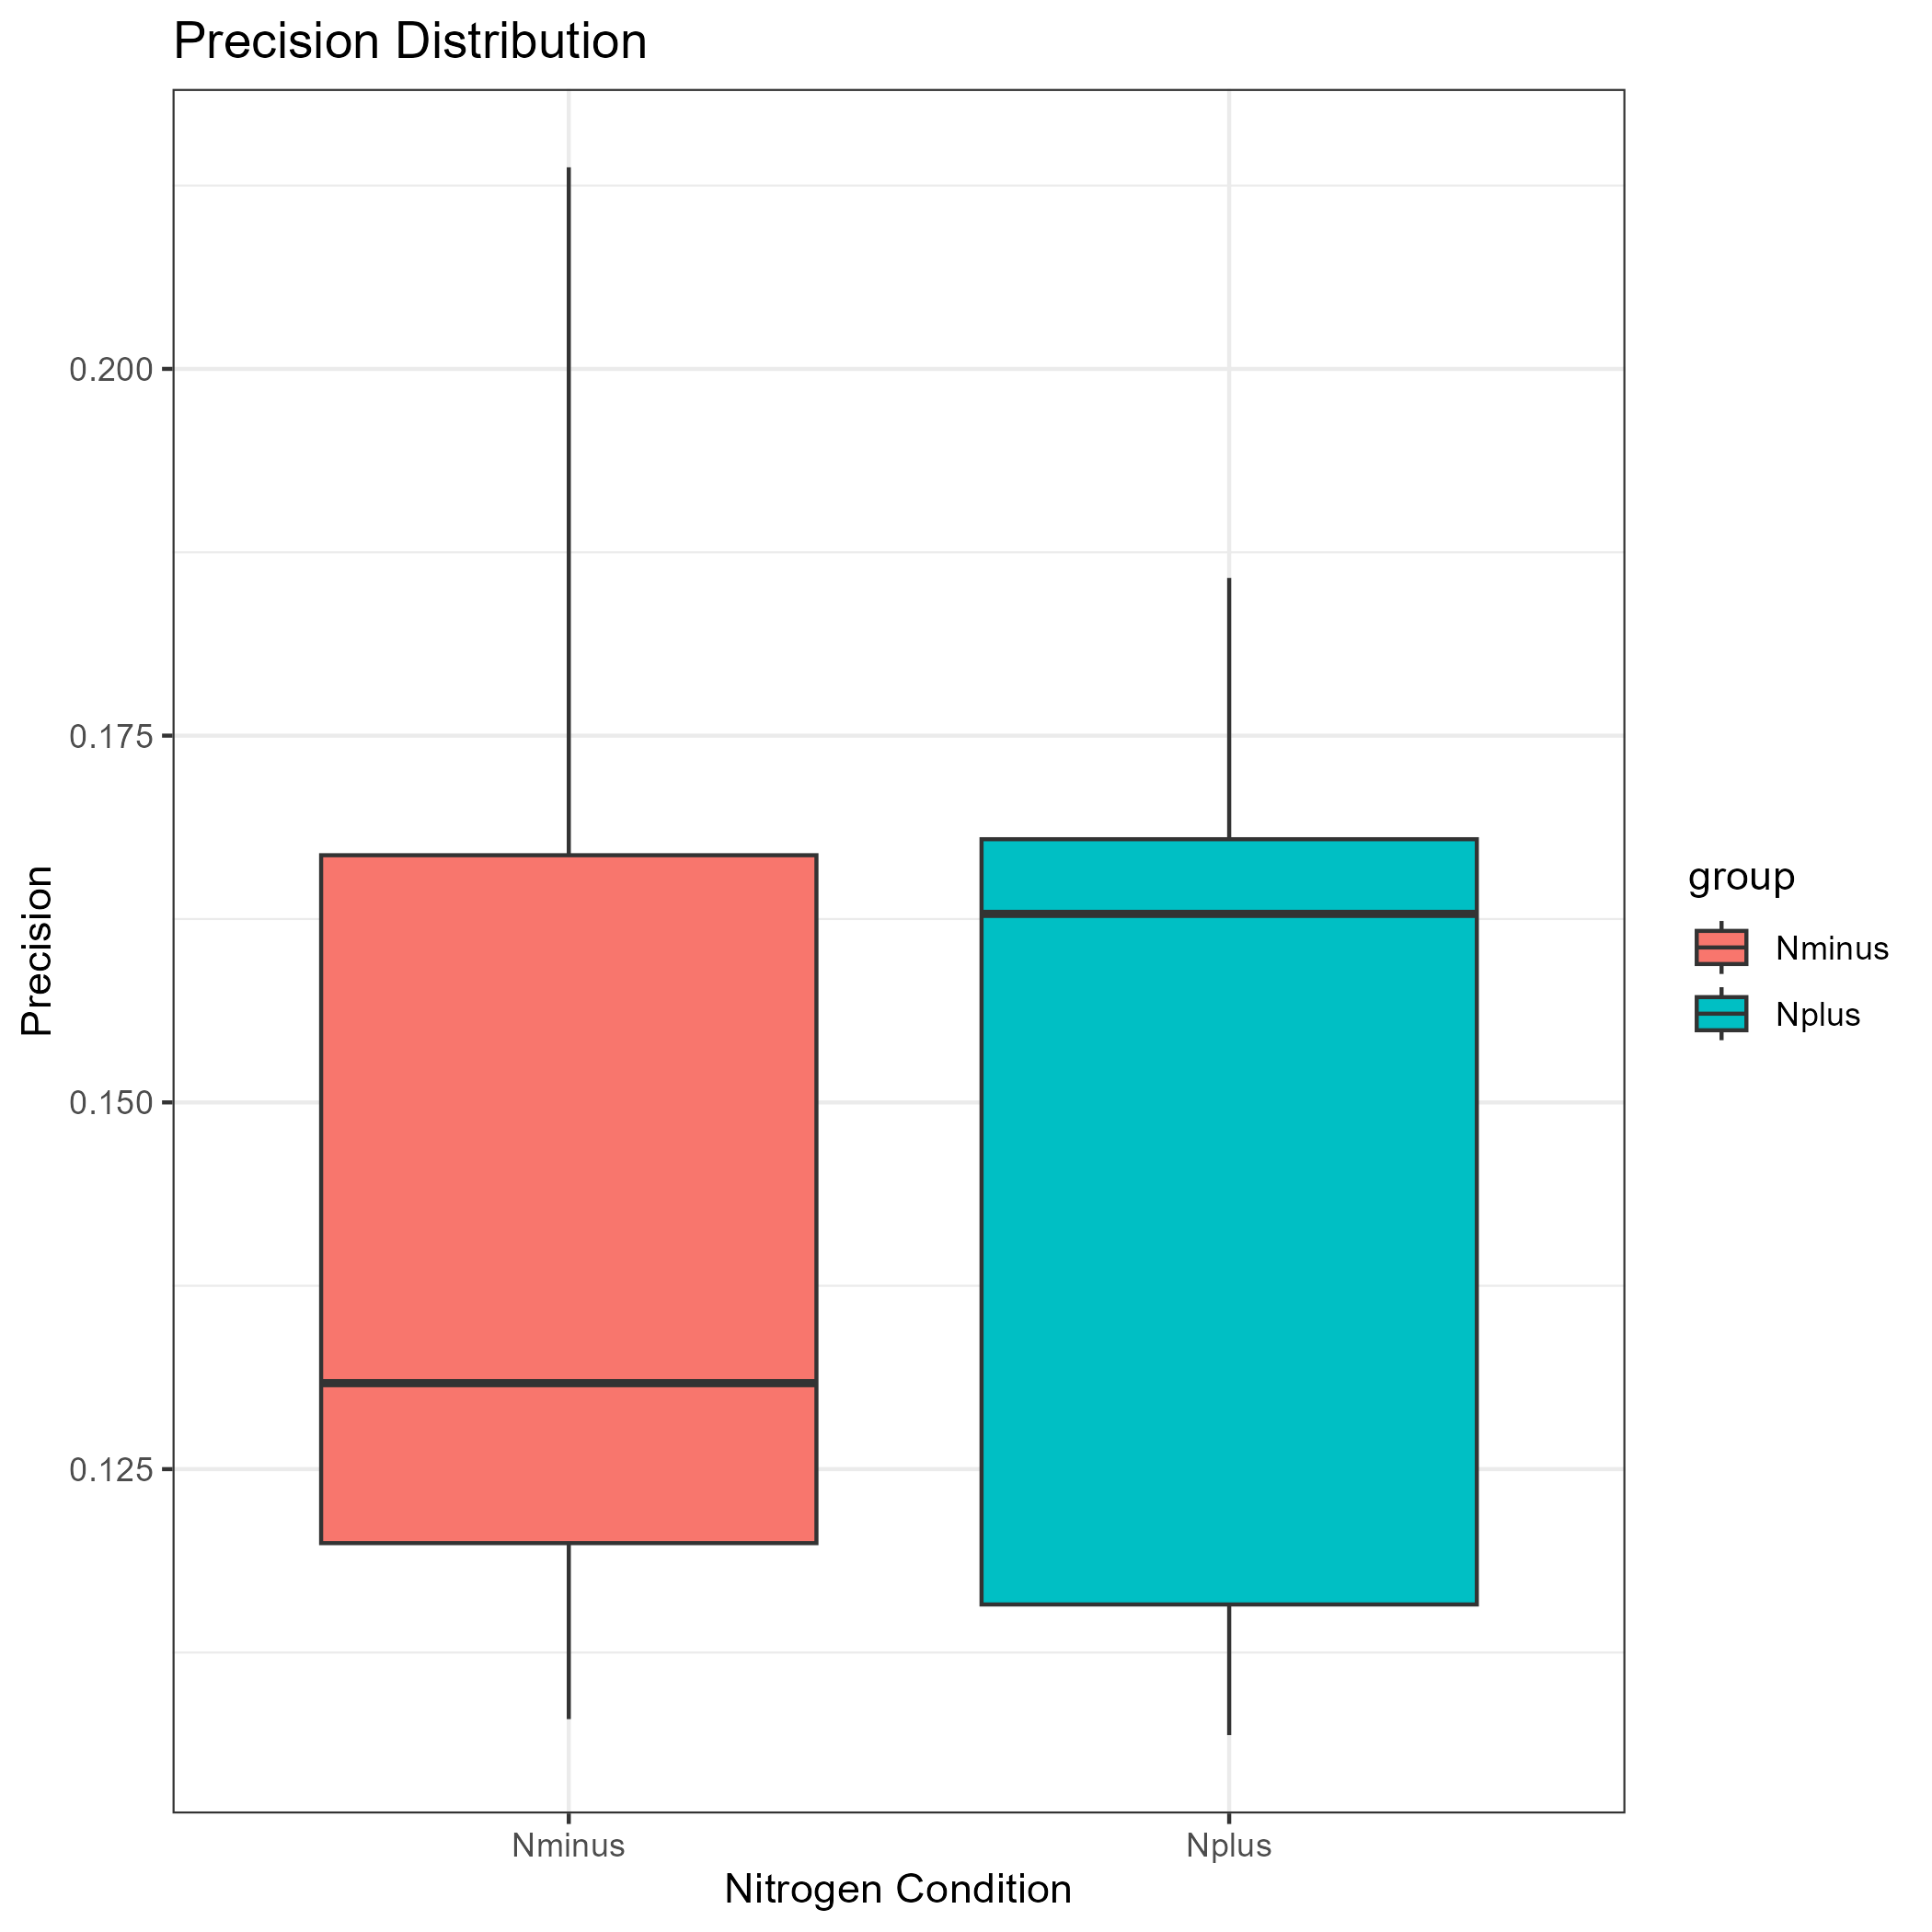 Precision Distribution
Precision
0.200
0.175
0.150
0.125
Nminus
Nplus
Nitrogen Condition
group
Nminus
Nplus